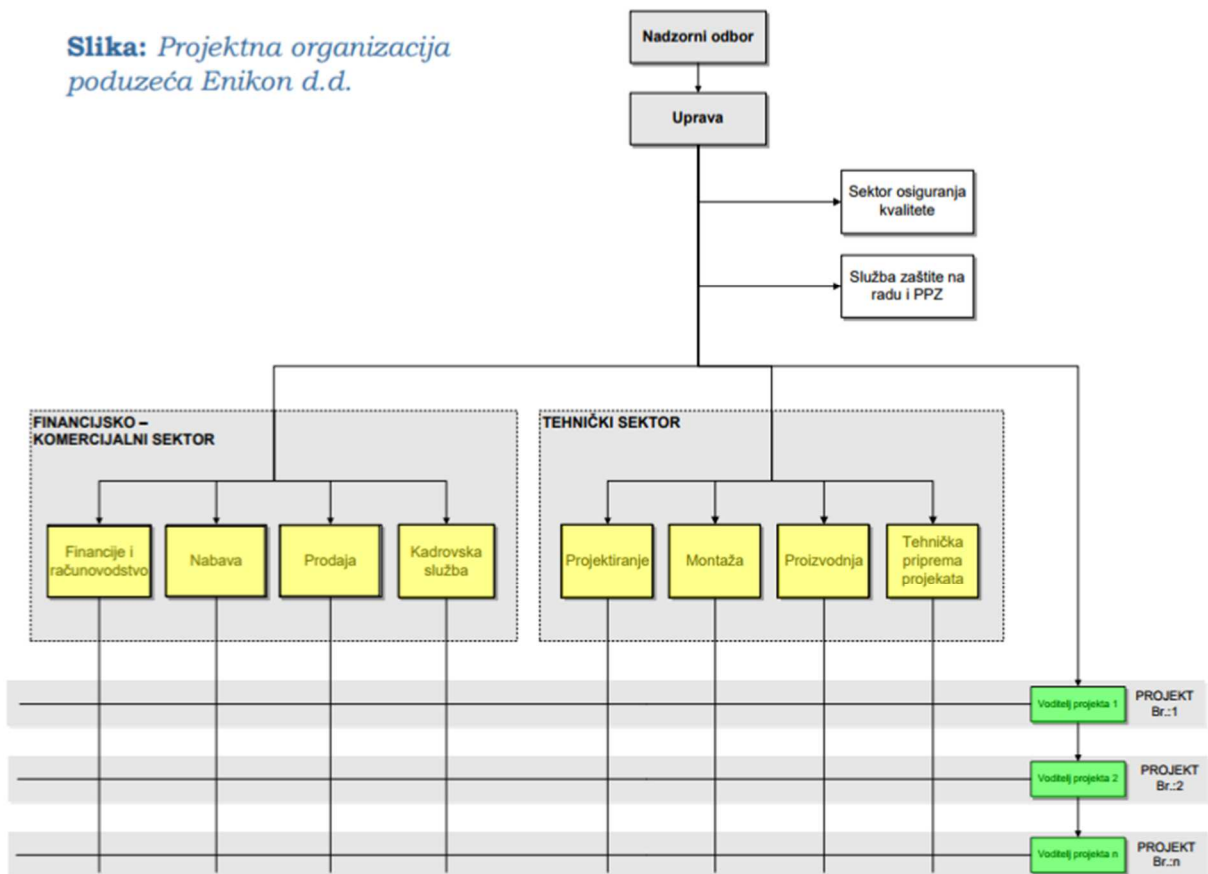 Slika: Projektna organizacija
poduzeća Enikon d.d.
Nadzorni odbor
Uprava
Sektor osiguranja
kvalitete
Služba zaštite na
radu i PPZ
FINANCIJSKO –
KOMERCIJALNI SEKTOR
TEHNIČKI SEKTOR
Financije i
računovodstvo
Nabava
Prodaja
Kadrovska
služba
Projektiranje
Montaža
Proizvodnja
Tehnička
priprema
projekata
Voditelj projekta 1
PROJEKT
Br.:1
Voditelj projekta 2
PROJEKT
Br.:2
Voditelj projekta n
PROJEKT
Br.:n